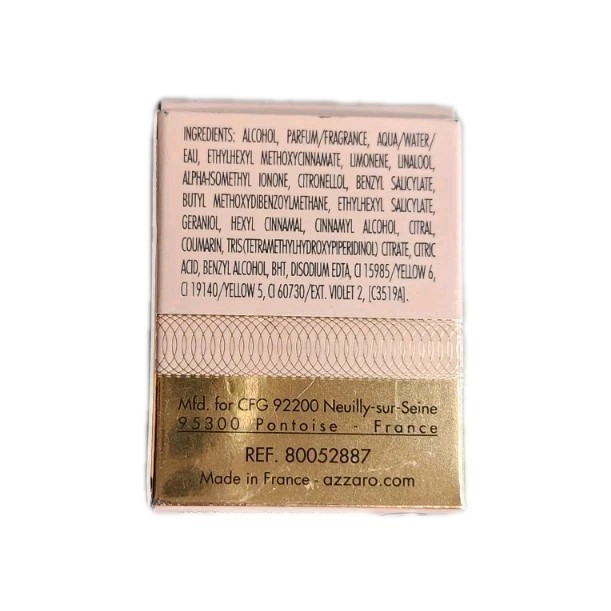 INGREDIENTS: ALCOHOL, PARFUM/FRAGRANCE, AQUA/WATER/
EAU, ETHYLHEXYL METHOXYCINNAMATE, LIMONENE, LINALOOL,
ALPHA-ISOMETHYL IONONE, CITRONELLOL, BENZYL SALICYLATE,
BUTYL METHOXYDIBENZOYLMETHANE, ETHYLHEXYL SALICYLATE,
GERANIOL, HEXYL CINNAMAL, CINNAMYL ALCOHOL, CITRAL,
COUMARIN, TRIS(TETRAMETHYLHYDROXYPIPERIDINOL) CITRATE, CITRIC
ACID, BENZYL ALCOHOL, BHT, DISODIUM EDTA, CI 15985/YELLOW 6,
CI 19140/YELLOW 5, CI 60730/EXT. VIOLET 2, [C3519A].
Mfd. for CFG 92200 Neuilly-sur-Seine
95300 Pontoise - France
REF. 80052887
Made in France - azzaro.com